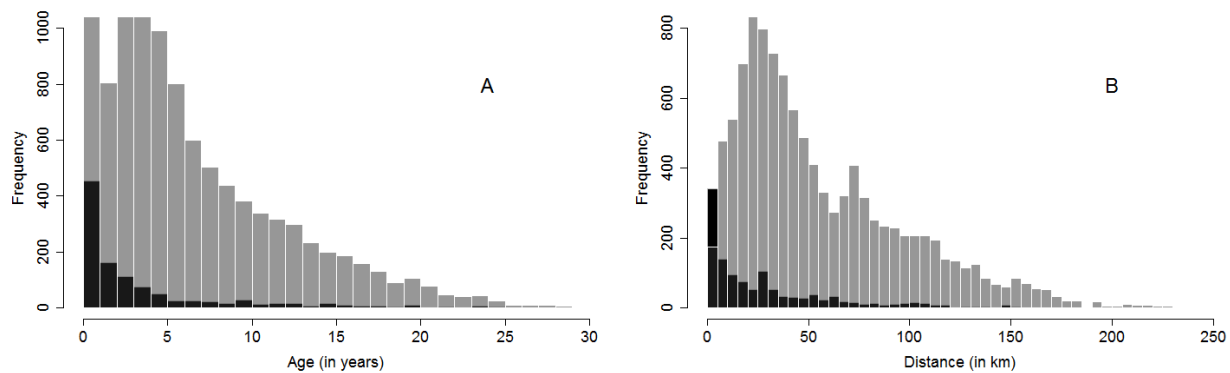 A
Frequency
0 200 400 600 800 1000
0 5 10 15 20 25 30
Age (in years)
B
Frequency
0 200 400 600 800
0 50 100 150 200 250
Distance (in km)